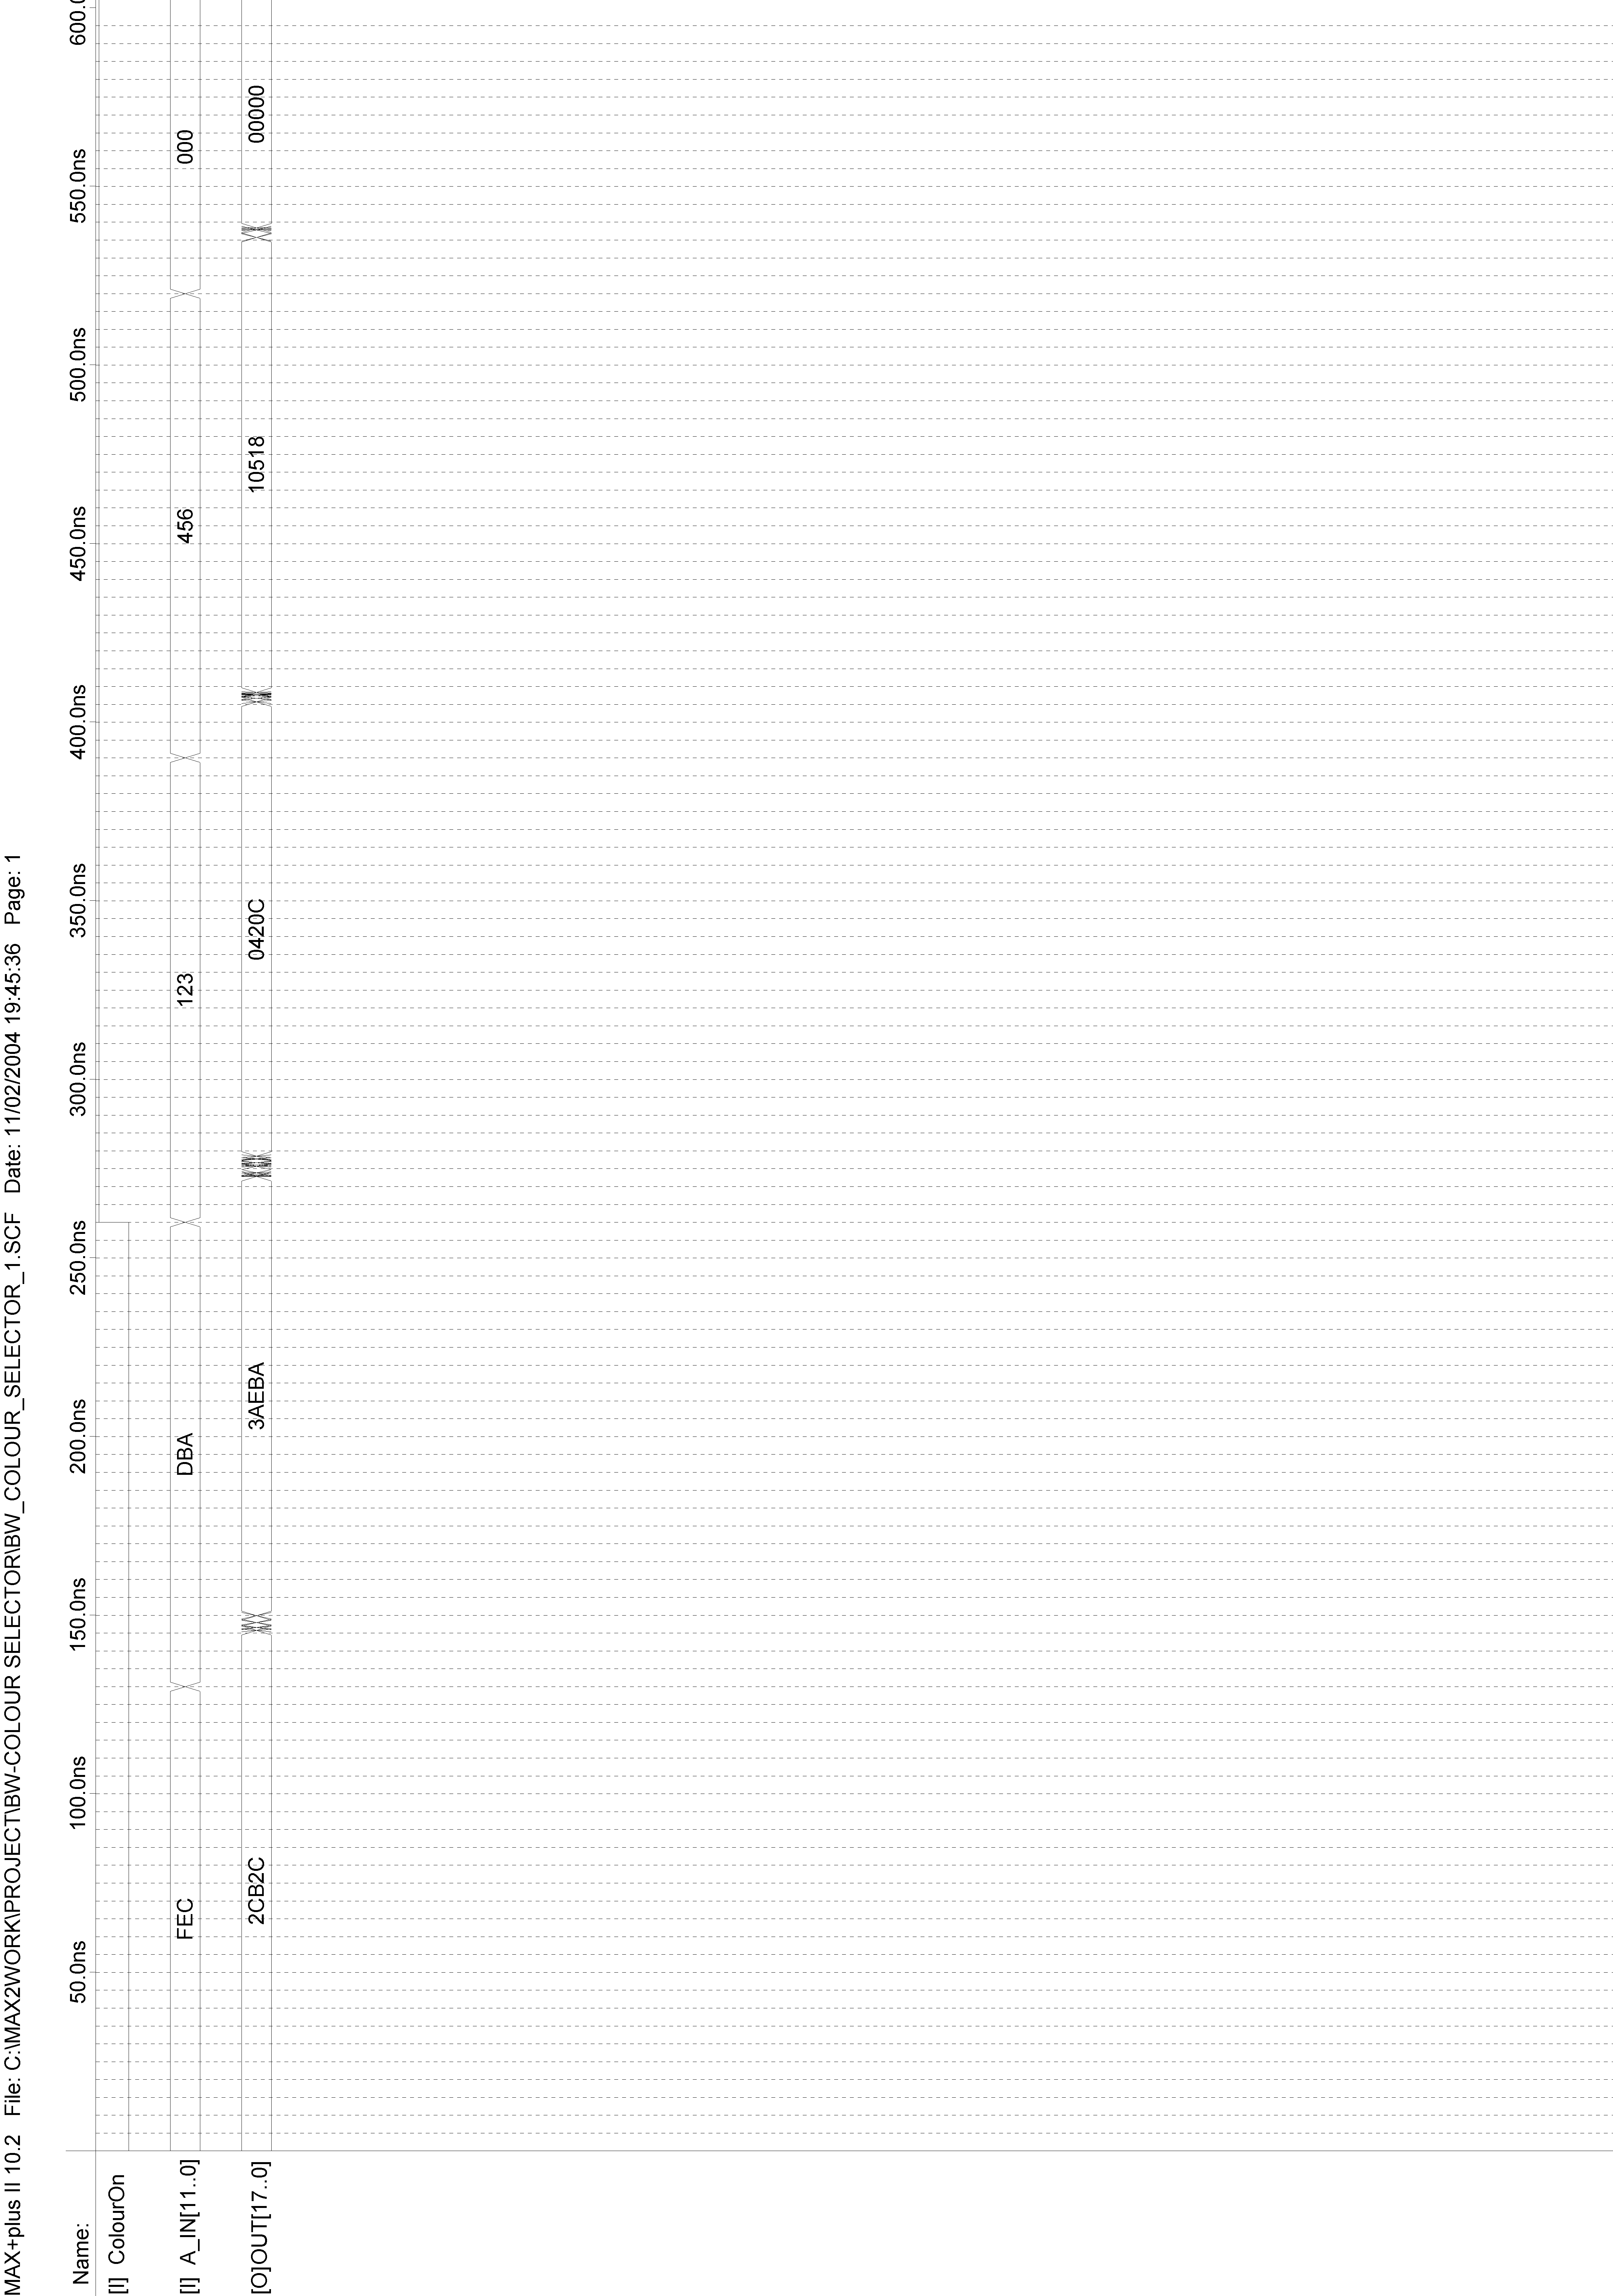 MAX+plus II 10.2 File: C:\MAX2WORK\PROJECT\BW-COLOUR SELECTOR\BW_COLOUR_SELECTOR_1.SCF Date: 11/02/2004 19:45:36 Page: 1
Name: 50.0ns 100.0ns 150.0ns 200.0ns 250.0ns 300.0ns 350.0ns 400.0ns 450.0ns 500.0ns 550.0ns 600.0
[I] ColourOn
[I] A_IN[11..0] FEC DBA 123 456 000
[O]OUT[17..0] 2CB2C 3AEBA 0420C 10518 00000